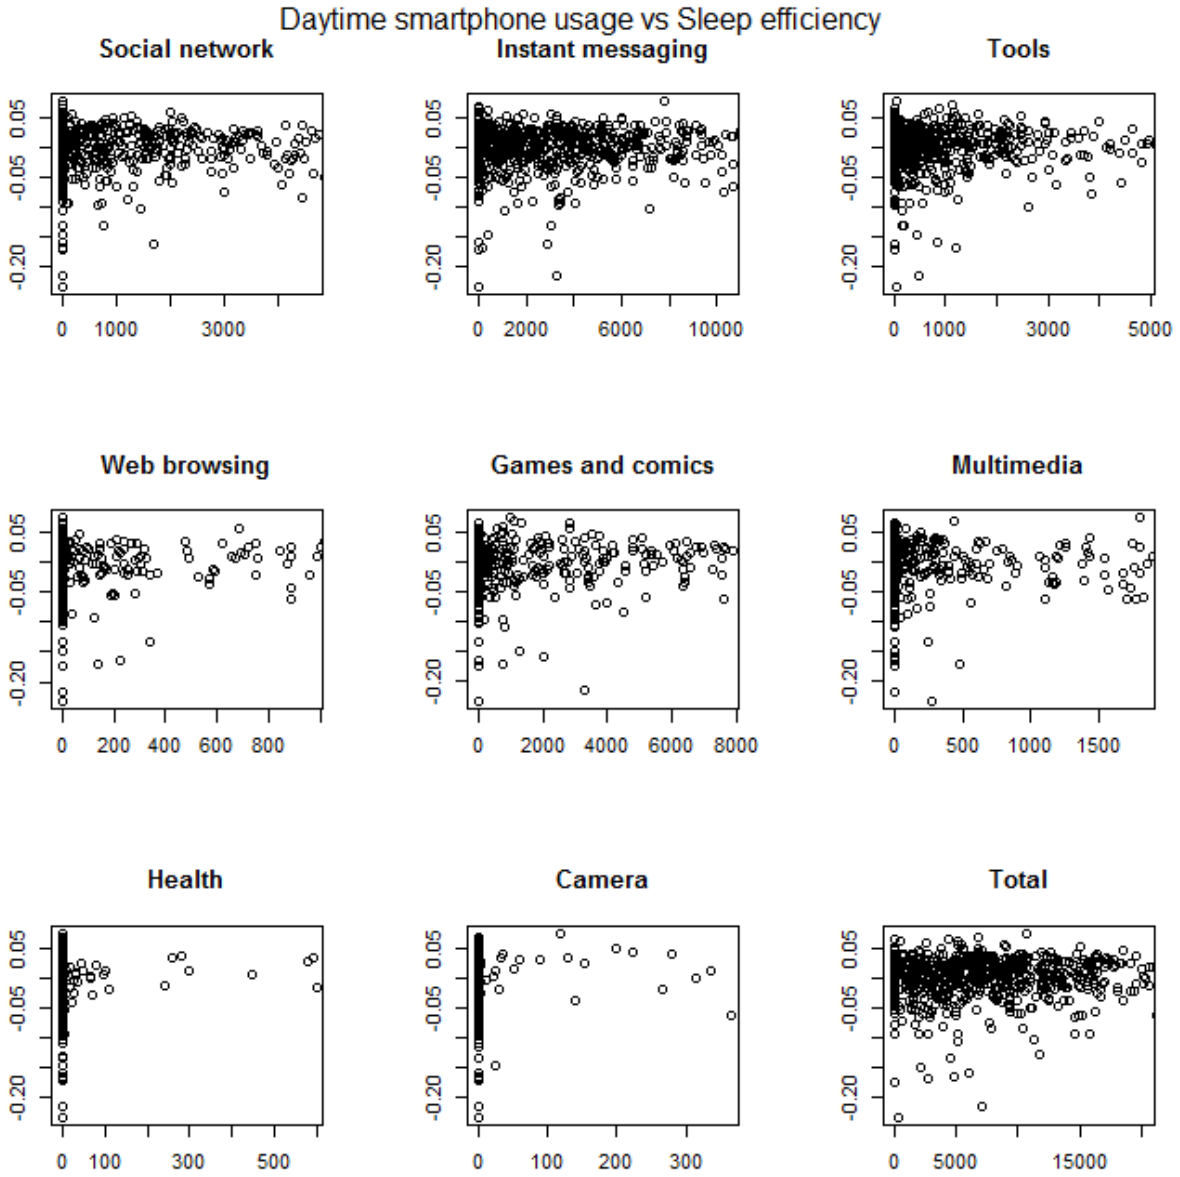 Daytime smartphone usage vs Sleep efficiency
Social network
Instant messaging
Tools
0.05
-0.05
-0.20
0 1000 3000
0.05
-0.05
-0.20
0 2000 6000 10000
0.05
-0.05
-0.20
0 1000 3000 5000
Web browsing
Games and comics
Multimedia
0.05
-0.05
-0.20
0 200 400 600 800
0.05
-0.05
-0.20
0 2000 4000 6000 8000
0.05
-0.05
-0.20
0 500 1000 1500
Health
Camera
Total
0.05
-0.05
-0.20
0 100 300 500
0.05
-0.05
-0.20
0 100 200 300
0.05
-0.05
-0.20
0 5000 15000